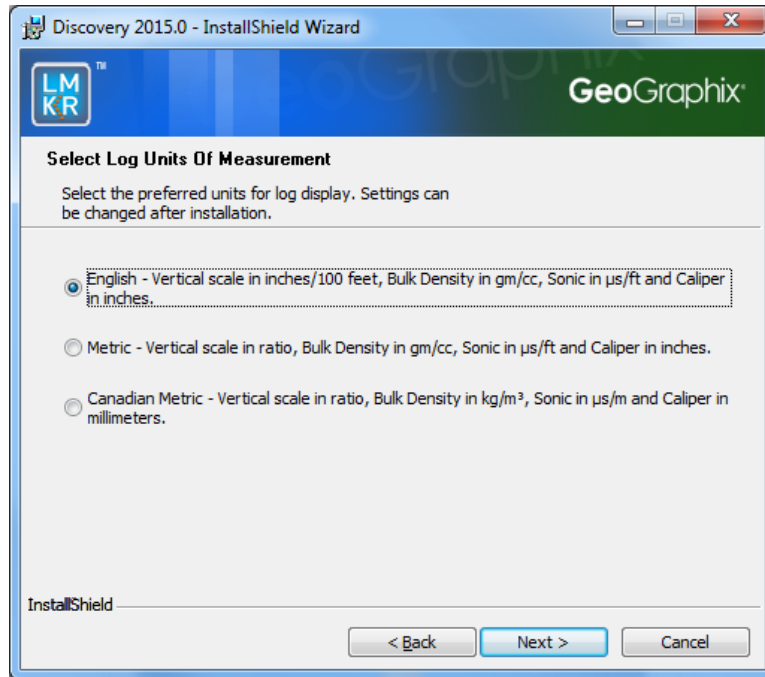 Discovery 2015.0 - InstallShield Wizard
LM
KR
TM
GeoGraphix
GeoGraphix
Select Log Units Of Measurement
Select the preferred units for log display. Settings can
be changed after installation.
English - Vertical scale in inches/100 feet, Bulk Density in gm/cc, Sonic in µs/ft and Caliper
in inches.
Metric - Vertical scale in ratio, Bulk Density in gm/cc, Sonic in µs/ft and Caliper in inches.
Canadian Metric - Vertical scale in ratio, Bulk Density in kg/m³, Sonic in µs/m and Caliper in
millimeters.
InstallShield
< Back
Next >
Cancel